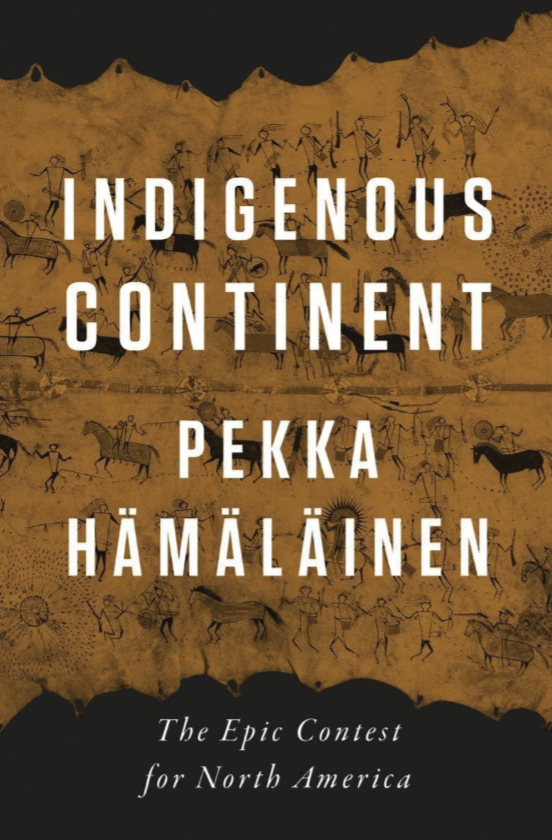 INDIGENOUS
CONTINENT
PEKKA
HÄMÄLÄINEN
The Epic Contest
for North America